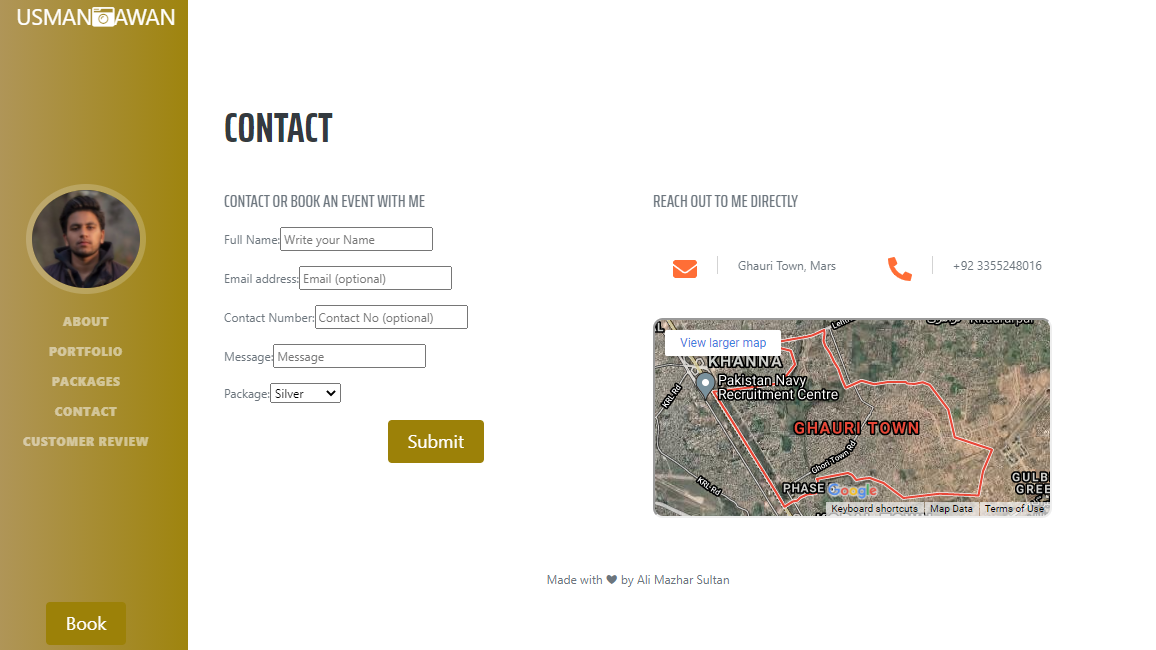 USMAN AWAN
ABOUT
PORTFOLIO
PACKAGES
CONTACT
CUSTOMER REVIEW
Book
CONTACT
CONTACT OR BOOK AN EVENT WITH ME
Full Name: Write your Name
Email address: Email (optional)
Contact Number: Contact No (optional)
Message: Message
Package: Silver
Submit
REACH OUT TO ME DIRECTLY
Ghauri Town, Mars
+92 3355248016
View larger map
KHANNA
Pakistan Navy
Recruitment Centre
KRL Rd
GHAURI TOWN
Ghori Town Rd
KRL Rd
PHASE
Google
GULB
GREE
Keyboard shortcuts
Map Data
Terms of Use
Made with ❤ by Ali Mazhar Sultan